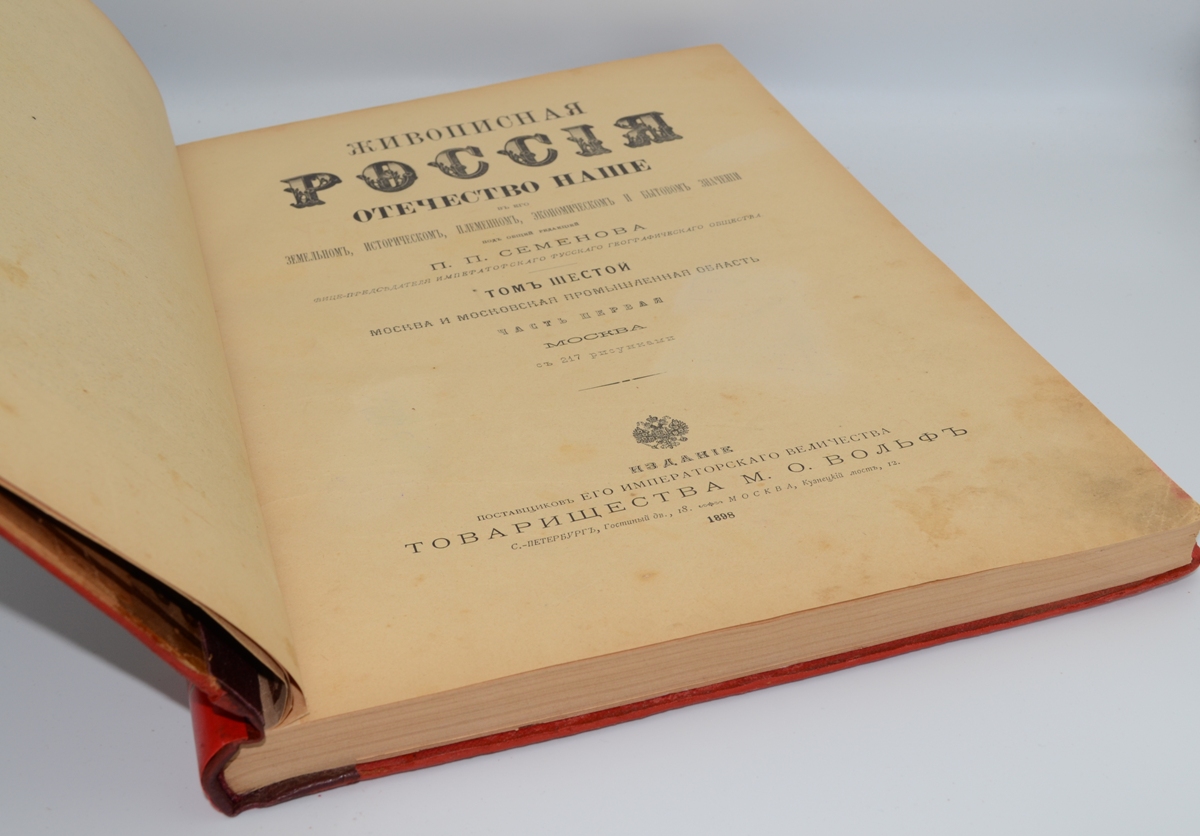 ЖИВОПИСНАЯ
РОССІЯ
ОТЕЧЕСТВО НАШЕ
ВЪ ЕГО
ЗЕМЕЛЬНОМЪ, ИСТОРИЧЕСКОМЪ, ПЛЕМЕННОМЪ, ЭКОНОМИЧЕСКОМЪ И БЫТОВОМЪ ЗНАЧЕНІИ
ПОДЪ ОБЩЕЙ РЕДАКЦІЕЙ
П. П. СЕМЕНОВА
ВИЦЕ-ПРЕДСѢДАТЕЛЯ ИМПЕРАТОРСКАГО РУССКАГО ГЕОГРАФИЧЕСКАГО ОБЩЕСТВА
ТОМЪ ШЕСТОЙ
МОСКВА И МОСКОВСКАЯ ПРОМЫШЛЕННАЯ ОБЛАСТЬ
ЧАСТЬ ПЕРВАЯ
МОСКВА
съ 217 рисунками
ИЗДАНІЕ
ПОСТАВЩИКОВЪ ЕГО ИМПЕРАТОРСКАГО ВЕЛИЧЕСТВА
ТОВАРИЩЕСТВА М. О. ВОЛЬФЪ
С.-ПЕТЕРБУРГЪ, Гостиный дв., 18. МОСКВА, Кузнецкій мостъ, 12.
1898